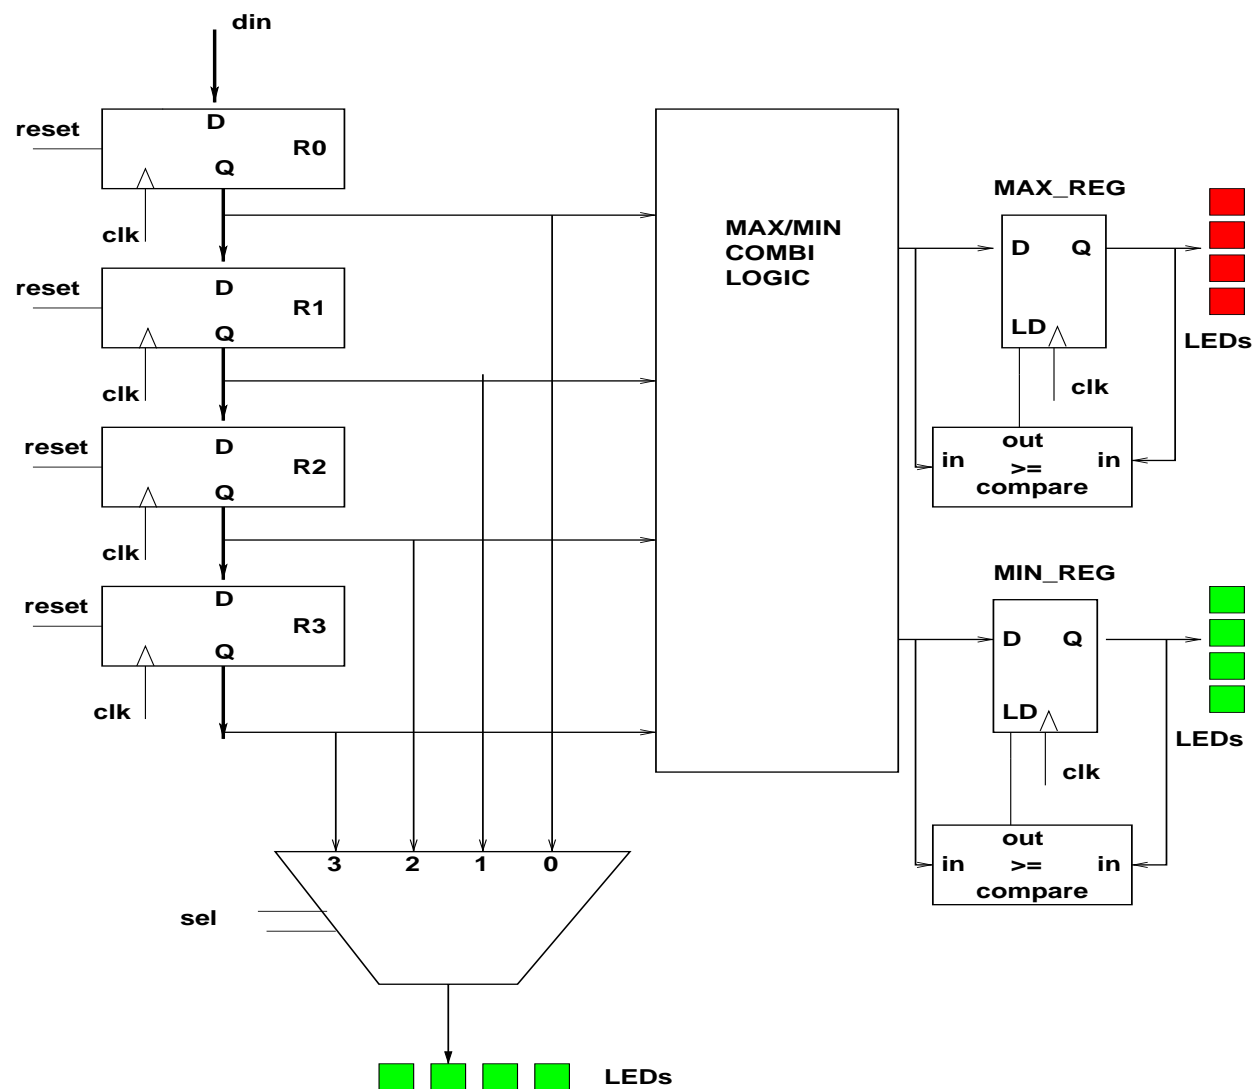 din
D
R0
Q
reset
clk
D
R1
Q
reset
clk
D
R2
Q
reset
clk
D
R3
Q
reset
clk
MAX/MIN
COMBI
LOGIC
MAX_REG
D Q
LD
clk
LEDs
out
in >= in
compare
MIN_REG
D Q
LD
clk
LEDs
out
in >= in
compare
3 2 1 0
sel
LEDs